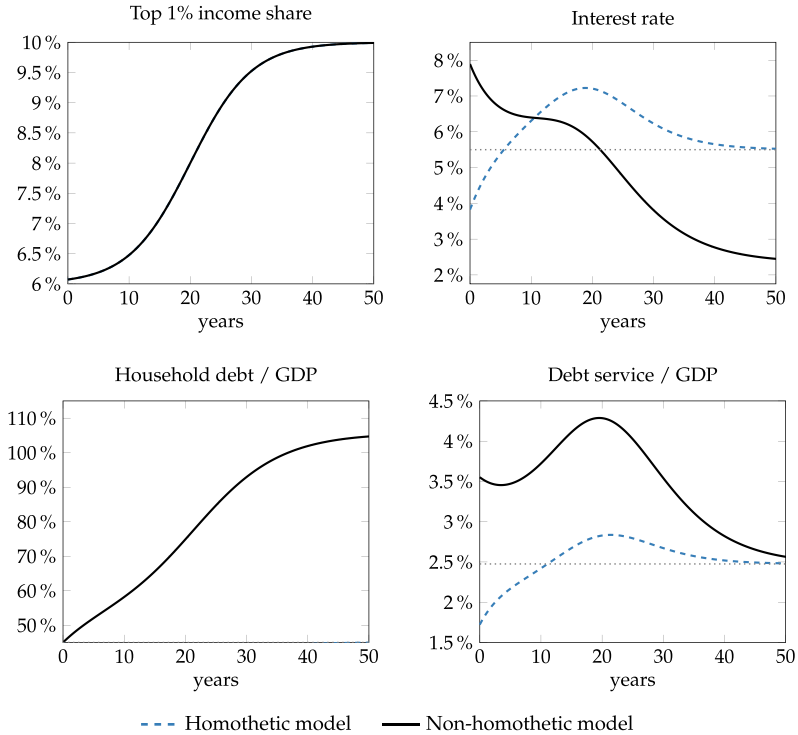 Top 1% income share
10 %
9.5 %
9 %
8.5 %
8 %
7.5 %
7 %
6.5 %
6 %
0 10 20 30 40 50
years
Interest rate
8 %
7 %
6 %
5 %
4 %
3 %
2 %
0 10 20 30 40 50
years
Household debt / GDP
110 %
100 %
90 %
80 %
70 %
60 %
50 %
0 10 20 30 40 50
years
Debt service / GDP
4.5 %
4 %
3.5 %
3 %
2.5 %
2 %
1.5 %
0 10 20 30 40 50
years
Homothetic model Non-homothetic model